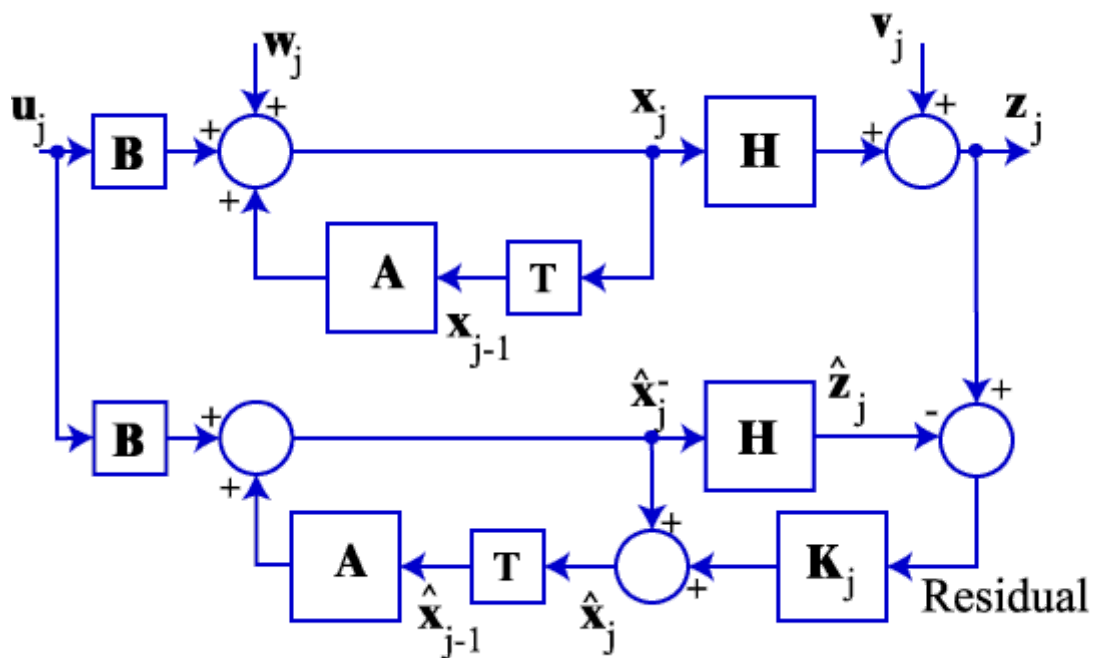 w_j
v_j
u_j
+
+
x_j
+
+
z_j
B
H
+
A
T
x_{j-1}
x̂_j^-
ẑ_j
+
B
+
-
H
+
A
T
+
+
K_j
x̂_{j-1}
x̂_j
Residual